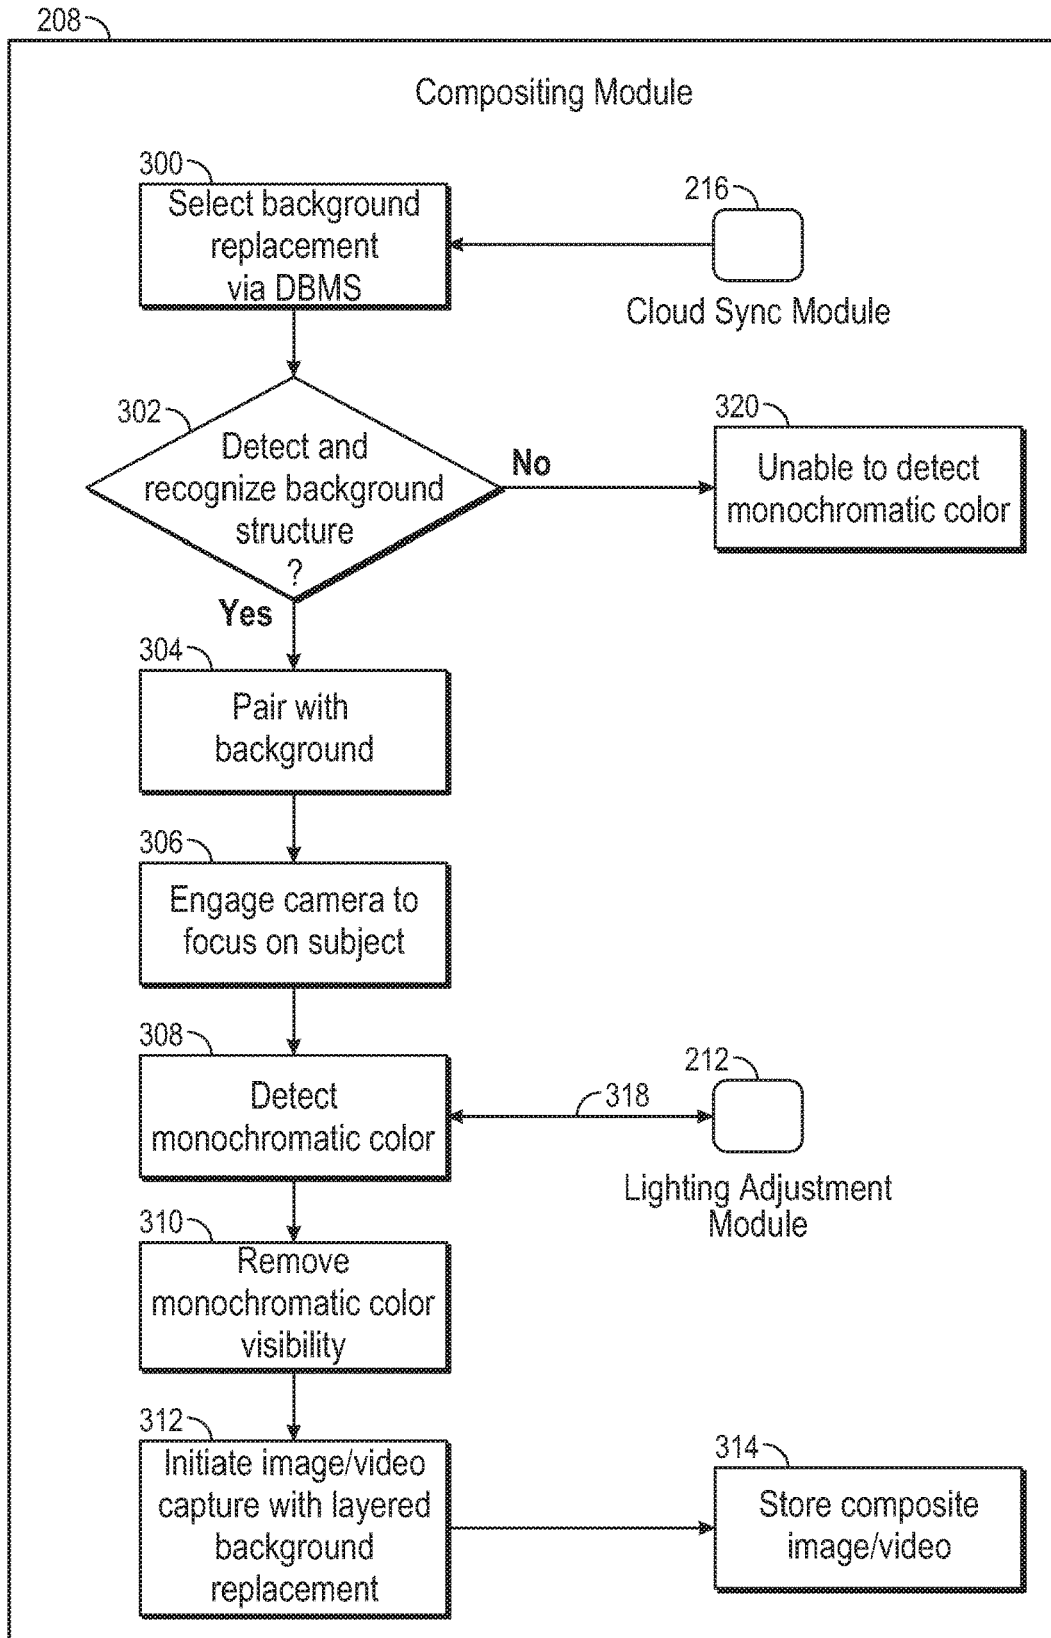 208
Compositing Module
300
Select background
replacement
via DBMS
216
Cloud Sync Module
302
Detect and
recognize background
structure
?
No
Yes
320
Unable to detect
monochromatic color
304
Pair with
background
306
Engage camera to
focus on subject
308
Detect
monochromatic color
318
212
Lighting Adjustment
Module
310
Remove
monochromatic color
visibility
312
Initiate image/video
capture with layered
background
replacement
314
Store composite
image/video